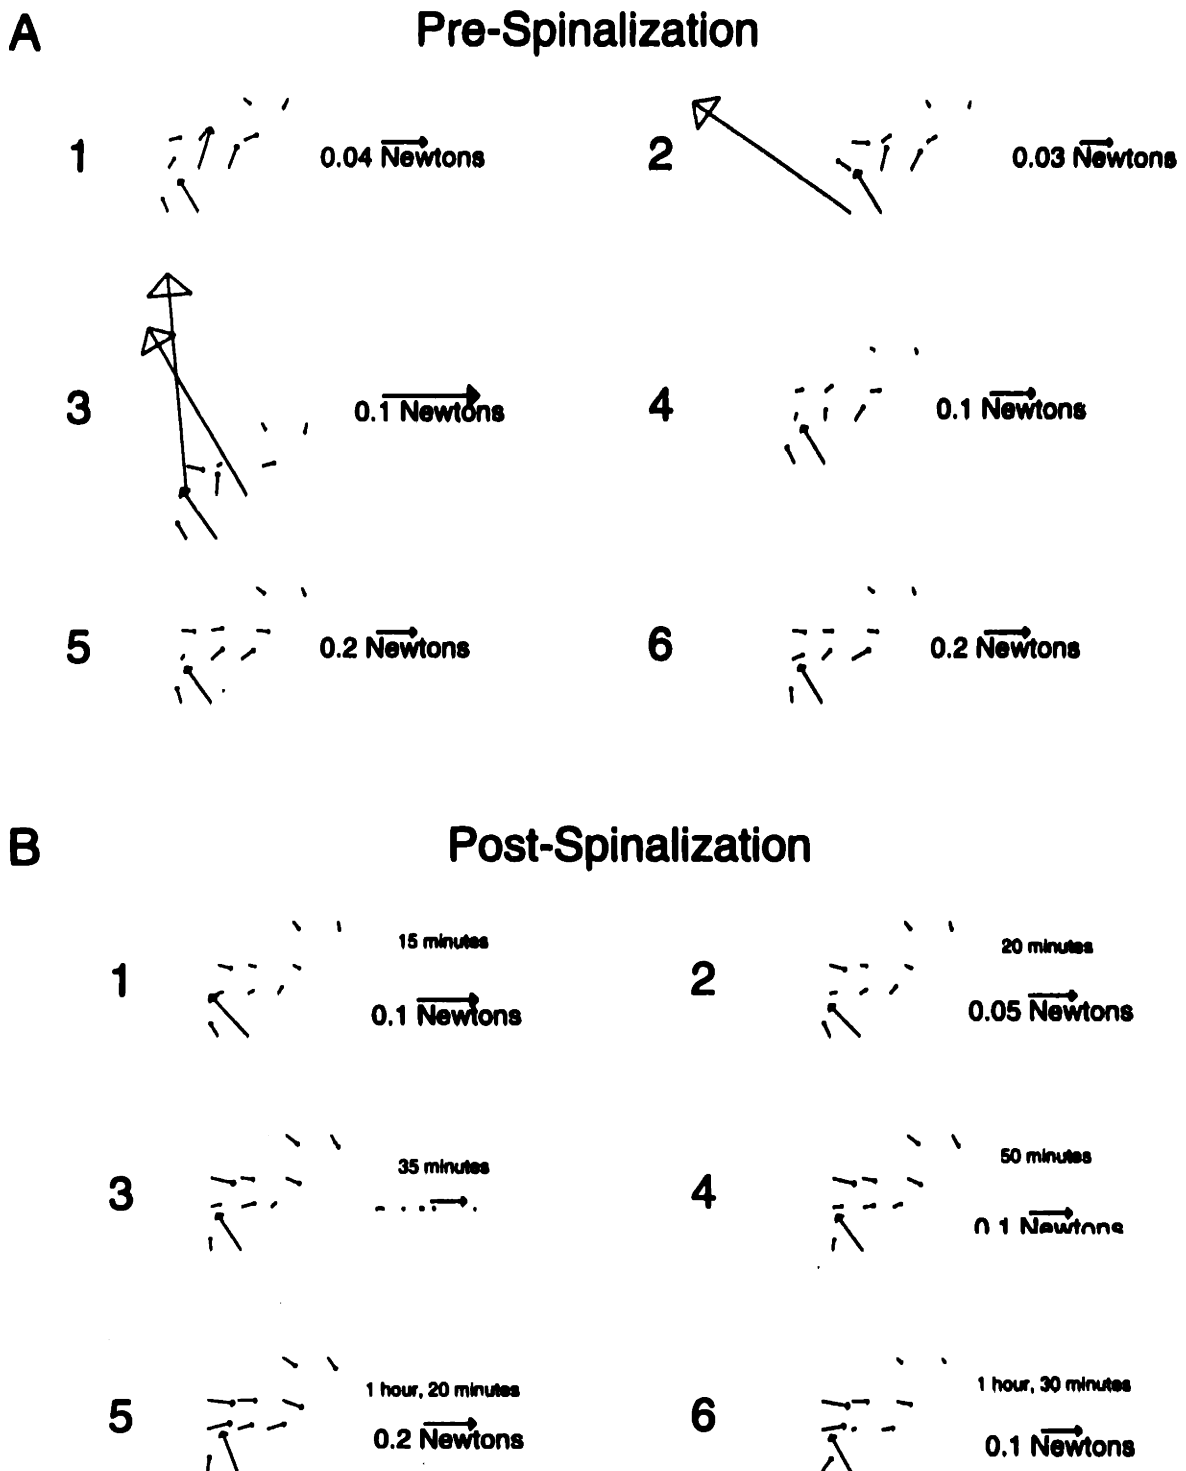 A
Pre-Spinalization
1
0.04 Newtons
2
0.03 Newtons
3
0.1 Newtons
4
0.1 Newtons
5
0.2 Newtons
6
0.2 Newtons
B
Post-Spinalization
1
15 minutes
0.1 Newtons
2
20 minutes
0.05 Newtons
3
35 minutes
4
50 minutes
0.1 Newtons
5
1 hour, 20 minutes
0.2 Newtons
6
1 hour, 30 minutes
0.1 Newtons